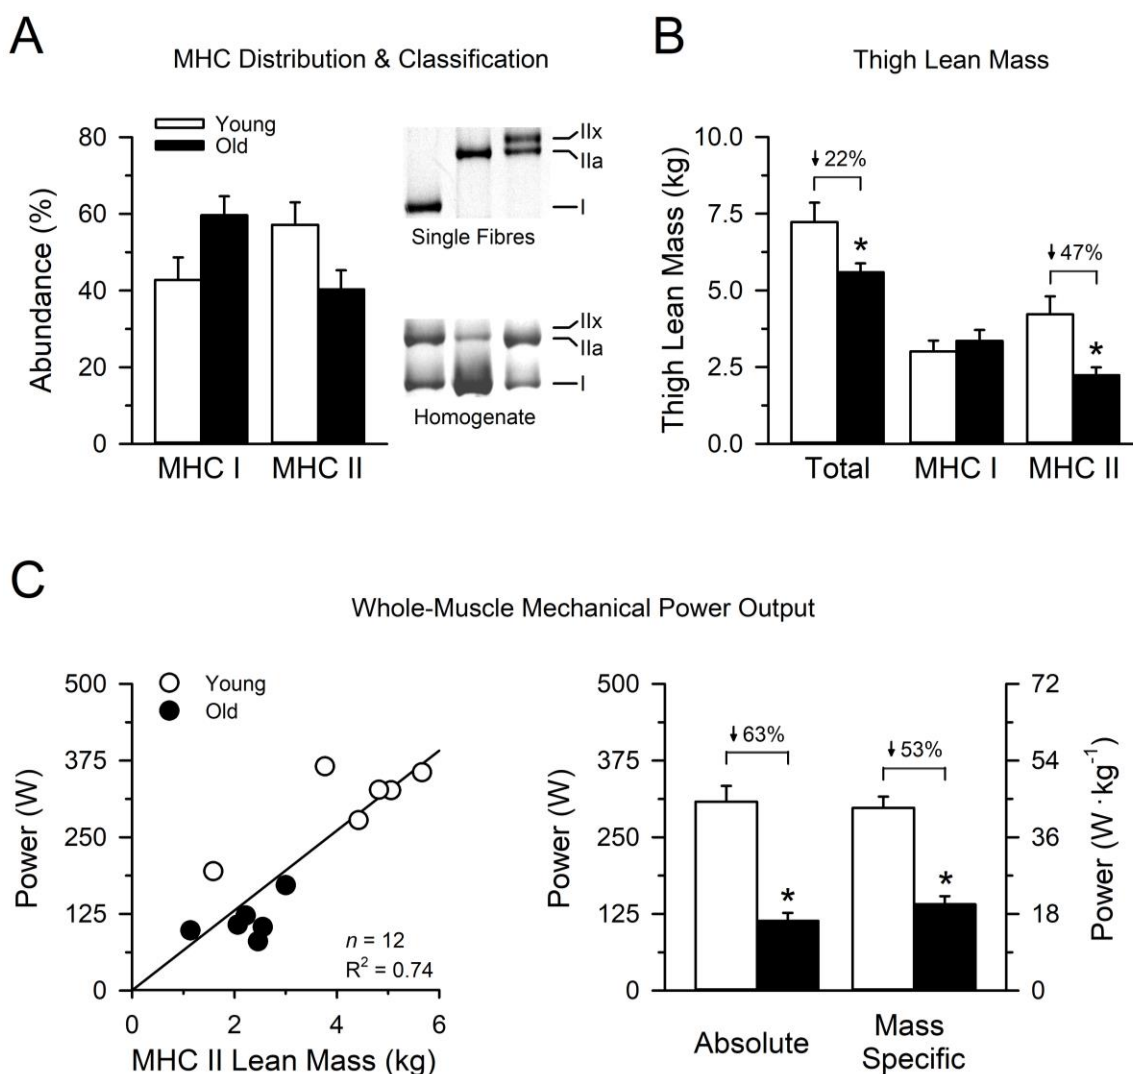 A
MHC Distribution & Classification
Young
Old
80
60
40
20
0
Abundance (%)
MHC I
MHC II
IIx
IIa
I
Single Fibres
IIx
IIa
I
Homogenate
B
Thigh Lean Mass
10.0
7.5
5.0
2.5
0.0
Thigh Lean Mass (kg)
↓ 22%
*
↓ 47%
*
Total
MHC I
MHC II
C
Whole-Muscle Mechanical Power Output
Young
Old
500
375
250
125
0
Power (W)
n = 12
R² = 0.74
0
2
4
6
MHC II Lean Mass (kg)
500
375
250
125
0
Power (W)
↓ 63%
*
↓ 53%
*
72
54
36
18
0
Power (W·kg⁻¹)
Absolute
Mass
Specific